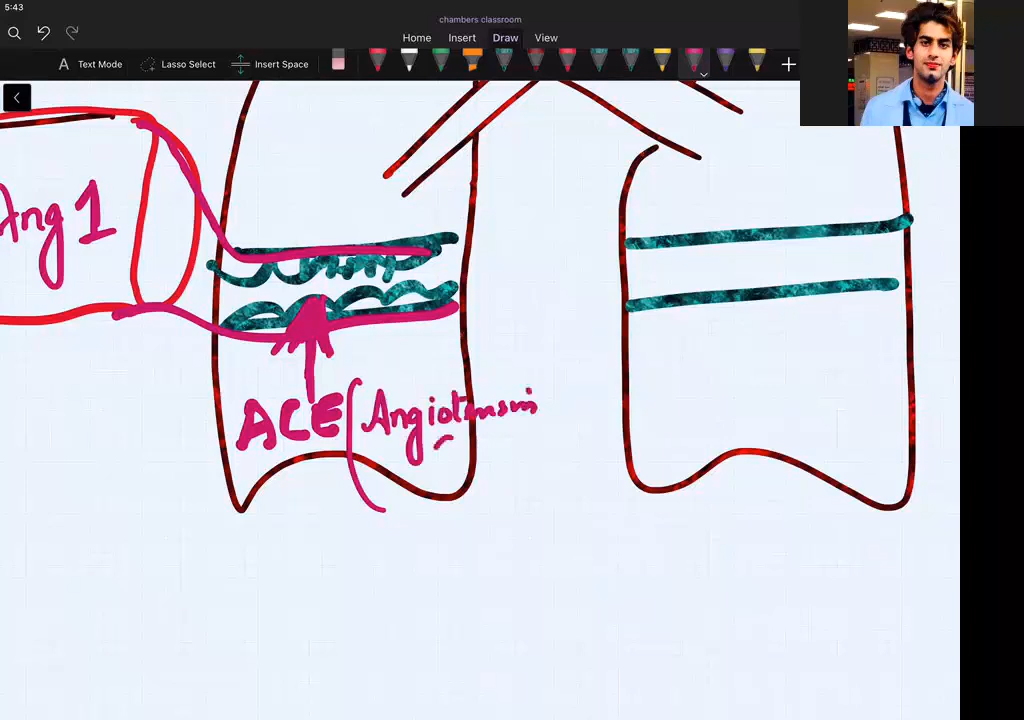 5:43
chambers classroom
Home Insert Draw View
Text Mode Lasso Select Insert Space
Ang 1
ACE (Angiotensin